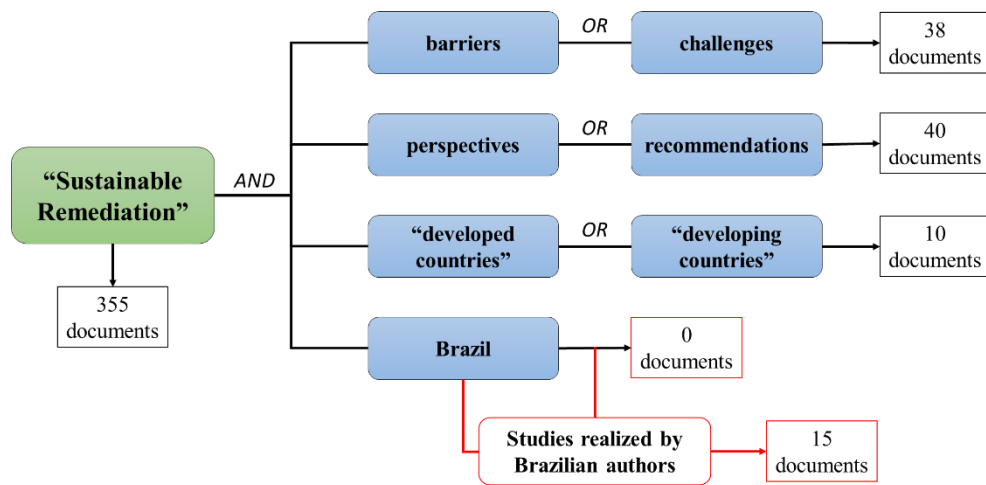 barriers
OR
challenges
38
documents
perspectives
OR
recommendations
40
documents
“Sustainable
Remediation”
AND
355
documents
“developed
countries”
OR
“developing
countries”
10
documents
Brazil
0
documents
Studies realized by
Brazilian authors
15
documents